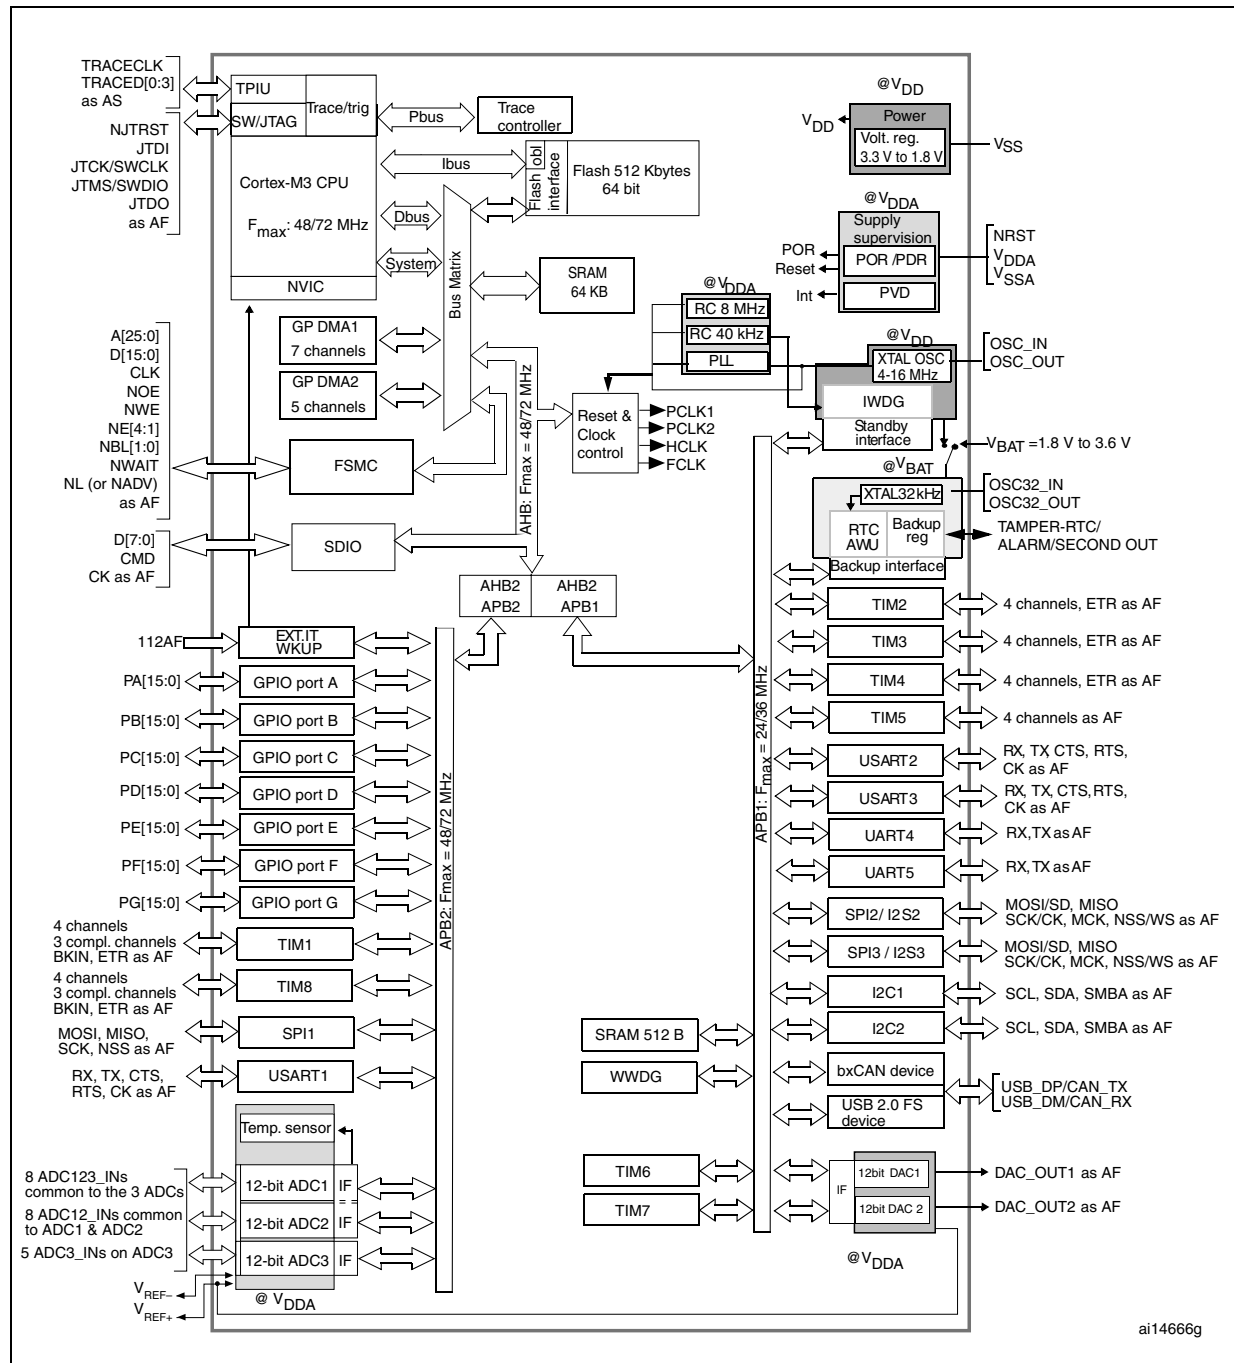 TRACECLK
TRACED[0:3]
as AS
NJTRST
JTDI
JTCK/SWCLK
JTMS/SWDIO
JTDO
as AF
TPIU
SW/JTAG
Trace/trig
Cortex-M3 CPU
Fmax: 48/72 MHz
NVIC
Pbus
Trace
controller
Ibus
Dbus
System
Flash obl
interface
Flash 512 Kbytes
64 bit
Bus Matrix
SRAM
64 KB
GP DMA1
7 channels
GP DMA2
5 channels
A[25:0]
D[15:0]
CLK
NOE
NWE
NE[4:1]
NBL[1:0]
NWAIT
NL (or NADV)
as AF
FSMC
D[7:0]
CMD
CK as AF
SDIO
AHB: Fmax = 48/72 MHz
Reset &
Clock
control
PCLK1
PCLK2
HCLK
FCLK
@VDDA
RC 8 MHz
RC 40 kHz
PLL
@VDD
VDD
Power
Volt. reg.
3.3 V to 1.8 V
VSS
@VDDA
Supply
supervision
POR /PDR
PVD
POR
Reset
Int
NRST
VDDA
VSSA
@VDD
XTAL OSC
4-16 MHz
OSC_IN
OSC_OUT
IWDG
Standby
interface
VBAT =1.8 V to 3.6 V
@VBAT
XTAL32kHz
OSC32_IN
OSC32_OUT
RTC
AWU
Backup
reg
TAMPER-RTC/
ALARM/SECOND OUT
Backup interface
AHB2
APB2
AHB2
APB1
112AF
EXT.IT
WKUP
PA[15:0]
GPIO port A
PB[15:0]
GPIO port B
PC[15:0]
GPIO port C
PD[15:0]
GPIO port D
PE[15:0]
GPIO port E
PF[15:0]
GPIO port F
PG[15:0]
GPIO port G
4 channels
3 compl. channels
BKIN, ETR as AF
TIM1
4 channels
3 compl. channels
BKIN, ETR as AF
TIM8
MOSI, MISO,
SCK, NSS as AF
SPI1
RX, TX, CTS,
RTS, CK as AF
USART1
Temp. sensor
8 ADC123_INs
common to the 3 ADCs
12-bit ADC1
IF
8 ADC12_INs common
to ADC1 & ADC2
12-bit ADC2
IF
5 ADC3_INs on ADC3
12-bit ADC3
IF
VREF–
VREF+
@ VDDA
APB2: Fmax = 48/72 MHz
APB1: Fmax = 24/36 MHz
TIM2
4 channels, ETR as AF
TIM3
4 channels, ETR as AF
TIM4
4 channels, ETR as AF
TIM5
4 channels as AF
USART2
RX, TX, CTS, RTS,
CK as AF
USART3
RX, TX, CTS, RTS,
CK as AF
UART4
RX,TX as AF
UART5
RX,TX as AF
SPI2/ I2S2
MOSI/SD, MISO
SCK/CK, MCK, NSS/WS as AF
SPI3 / I2S3
MOSI/SD, MISO
SCK/CK, MCK, NSS/WS as AF
I2C1
SCL, SDA, SMBA as AF
I2C2
SCL, SDA, SMBA as AF
SRAM 512 B
WWDG
bxCAN device
USB 2.0 FS
device
USB_DP/CAN_TX
USB_DM/CAN_RX
TIM6
TIM7
IF
12bit DAC1
12bit DAC 2
DAC_OUT1 as AF
DAC_OUT2 as AF
@VDDA
ai14666g